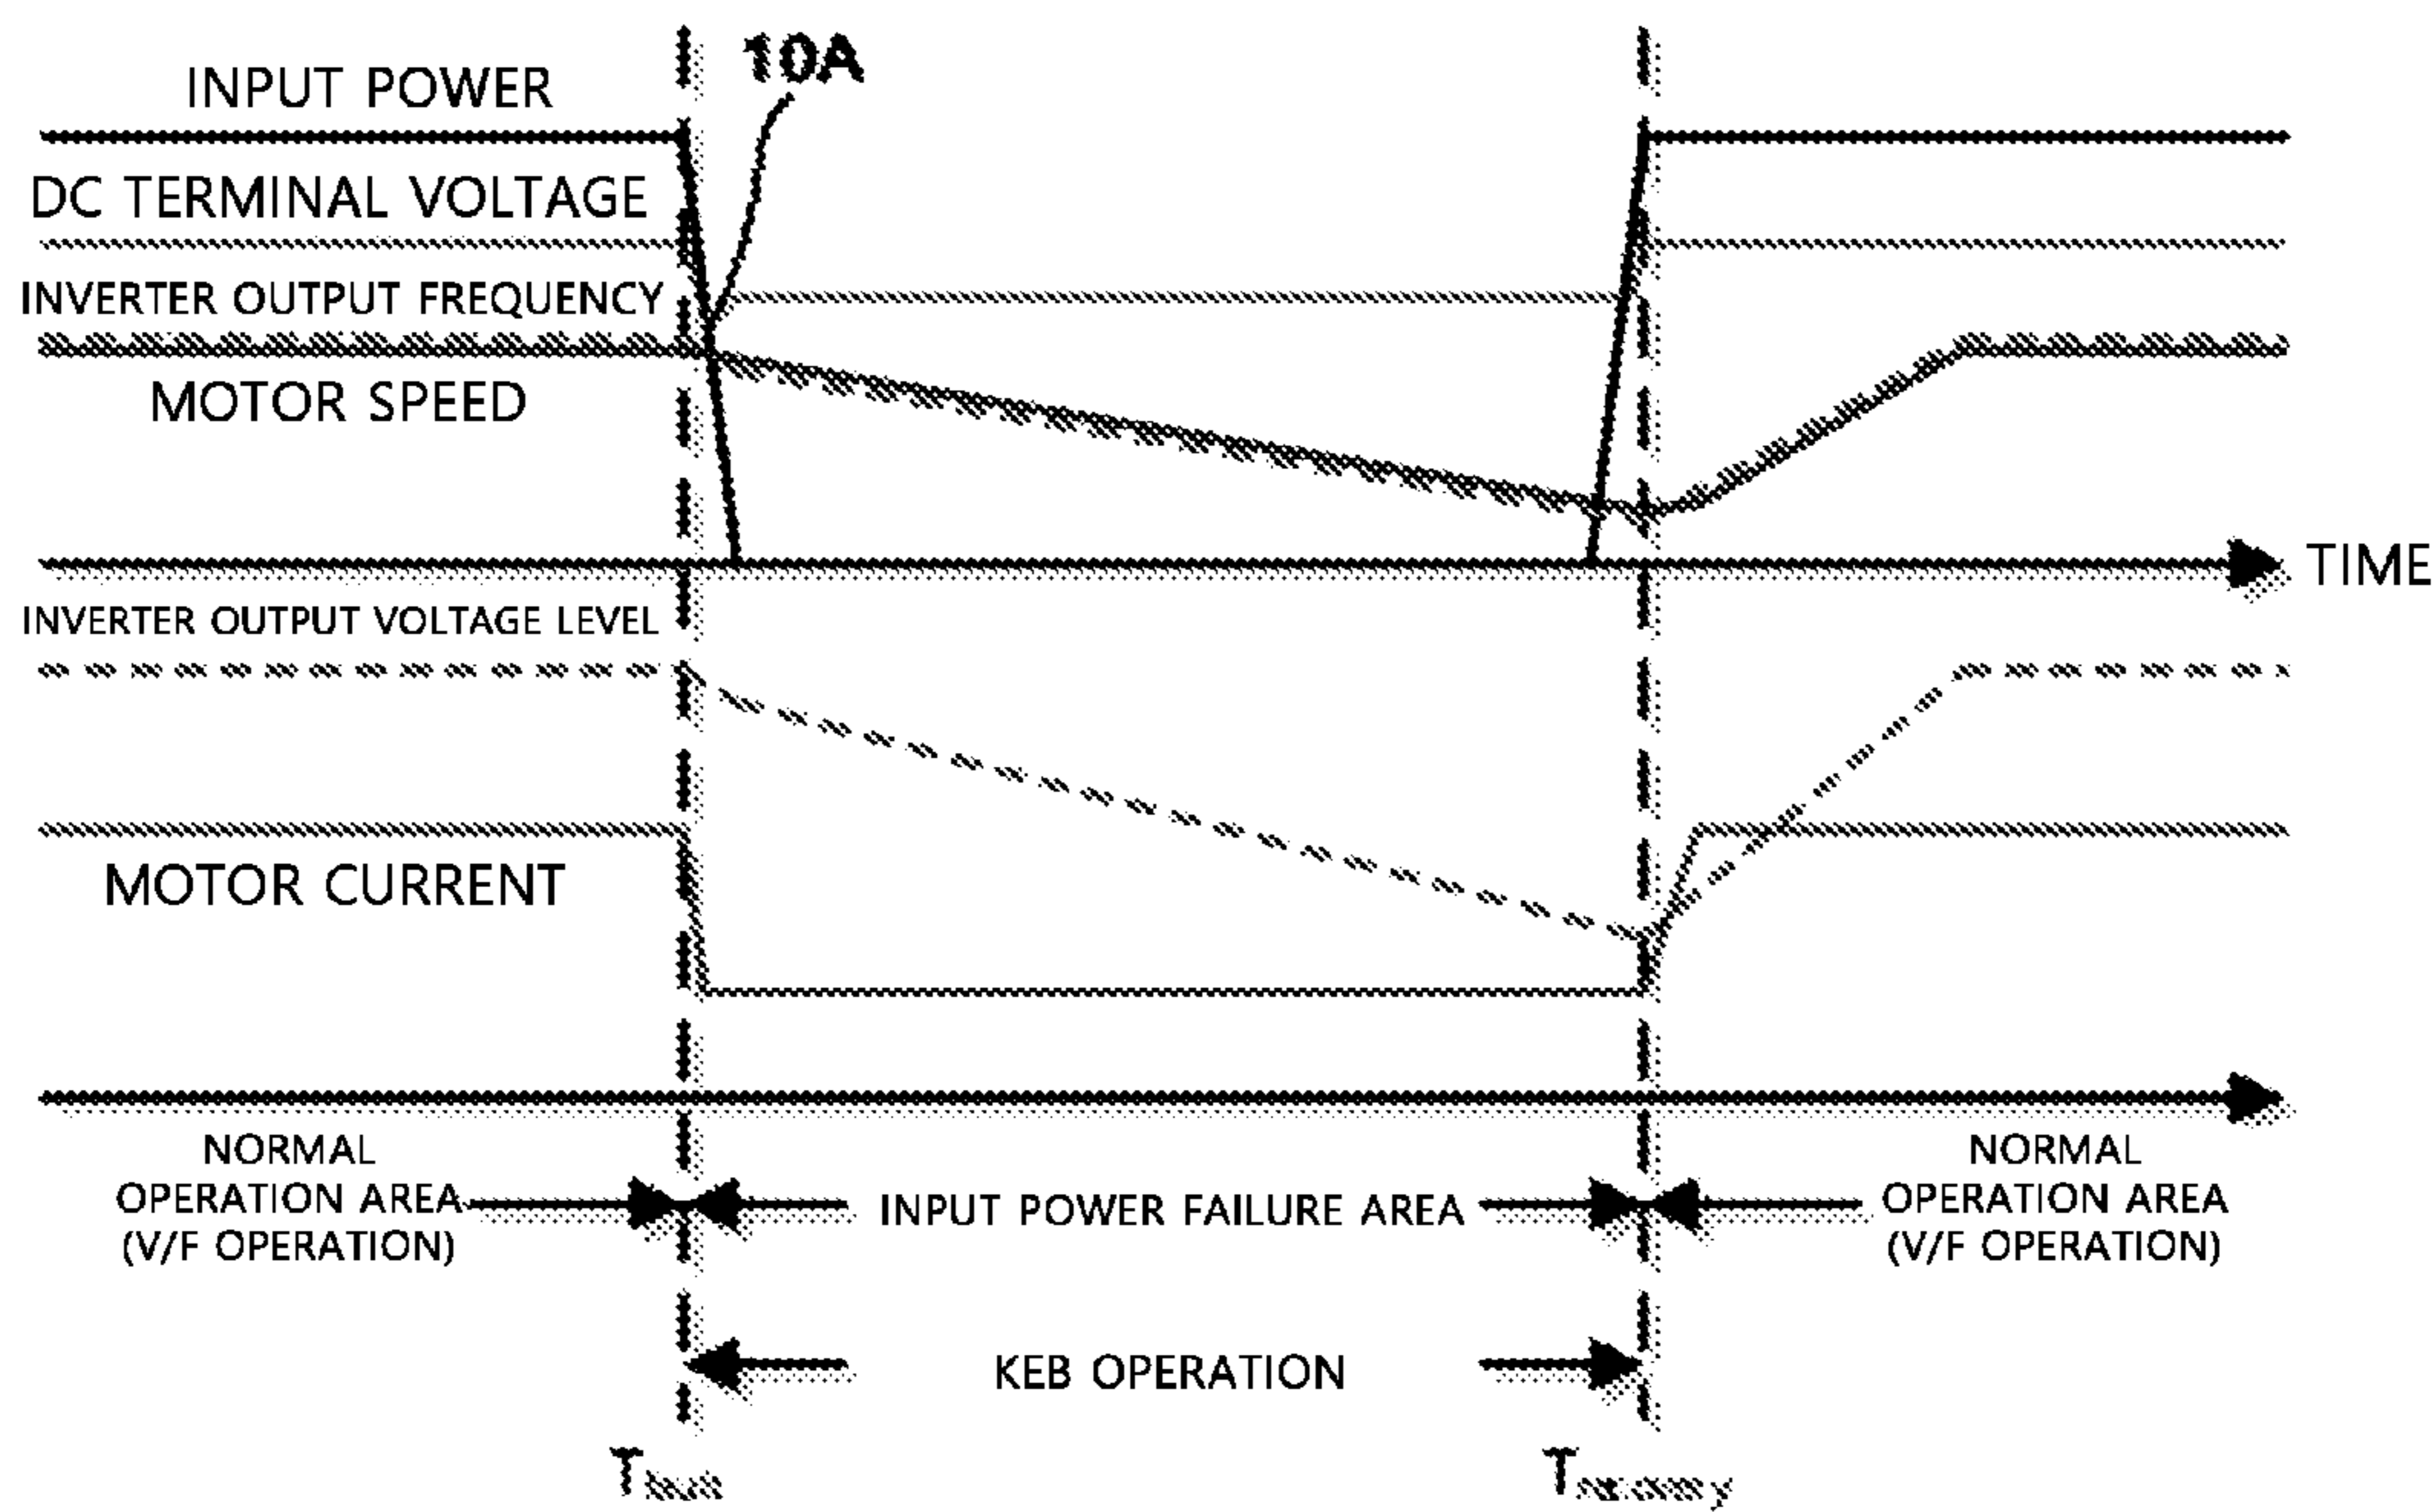 10A
INPUT POWER
DC TERMINAL VOLTAGE
INVERTER OUTPUT FREQUENCY
MOTOR SPEED
TIME
INVERTER OUTPUT VOLTAGE LEVEL
MOTOR CURRENT
NORMAL
OPERATION AREA
(V/F OPERATION)
INPUT POWER FAILURE AREA
NORMAL
OPERATION AREA
(V/F OPERATION)
KEB OPERATION
T
T